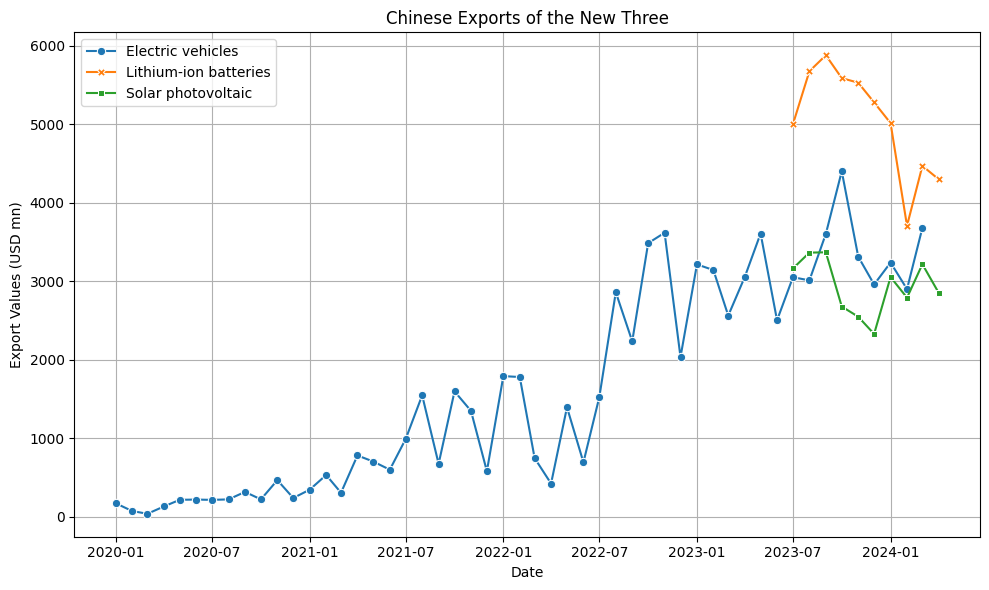 Chinese Exports of the New Three
Electric vehicles
Lithium-ion batteries
Solar photovoltaic
Export Values (USD mn)
6000
5000
4000
3000
2000
1000
0
2020-01 2020-07 2021-01 2021-07 2022-01 2022-07 2023-01 2023-07 2024-01
Date